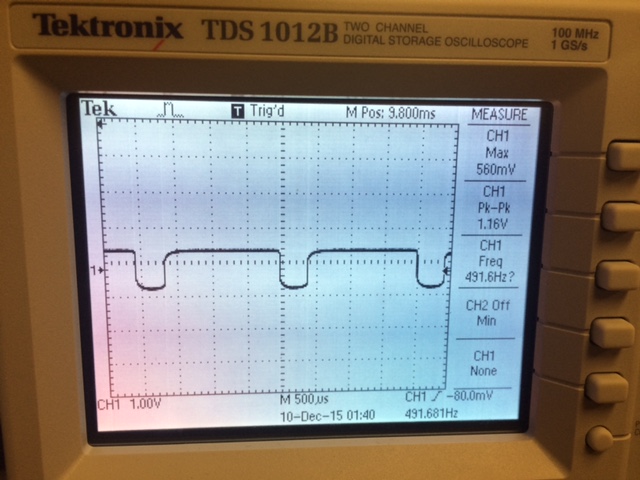 Tektronix TDS 1012B TWO CHANNEL DIGITAL STORAGE OSCILLOSCOPE 100 MHz 1 GS/s
Tek T Trig'd M Pos: 9.800ms MEASURE
CH1
Max
560mV
CH1
Pk-Pk
1.16V
CH1
Freq
491.6Hz?
CH2 Off
Min
CH1
None
1
CH1 1.00V M 500µs CH1 -80.0mV
10-Dec-15 01:40 491.681Hz